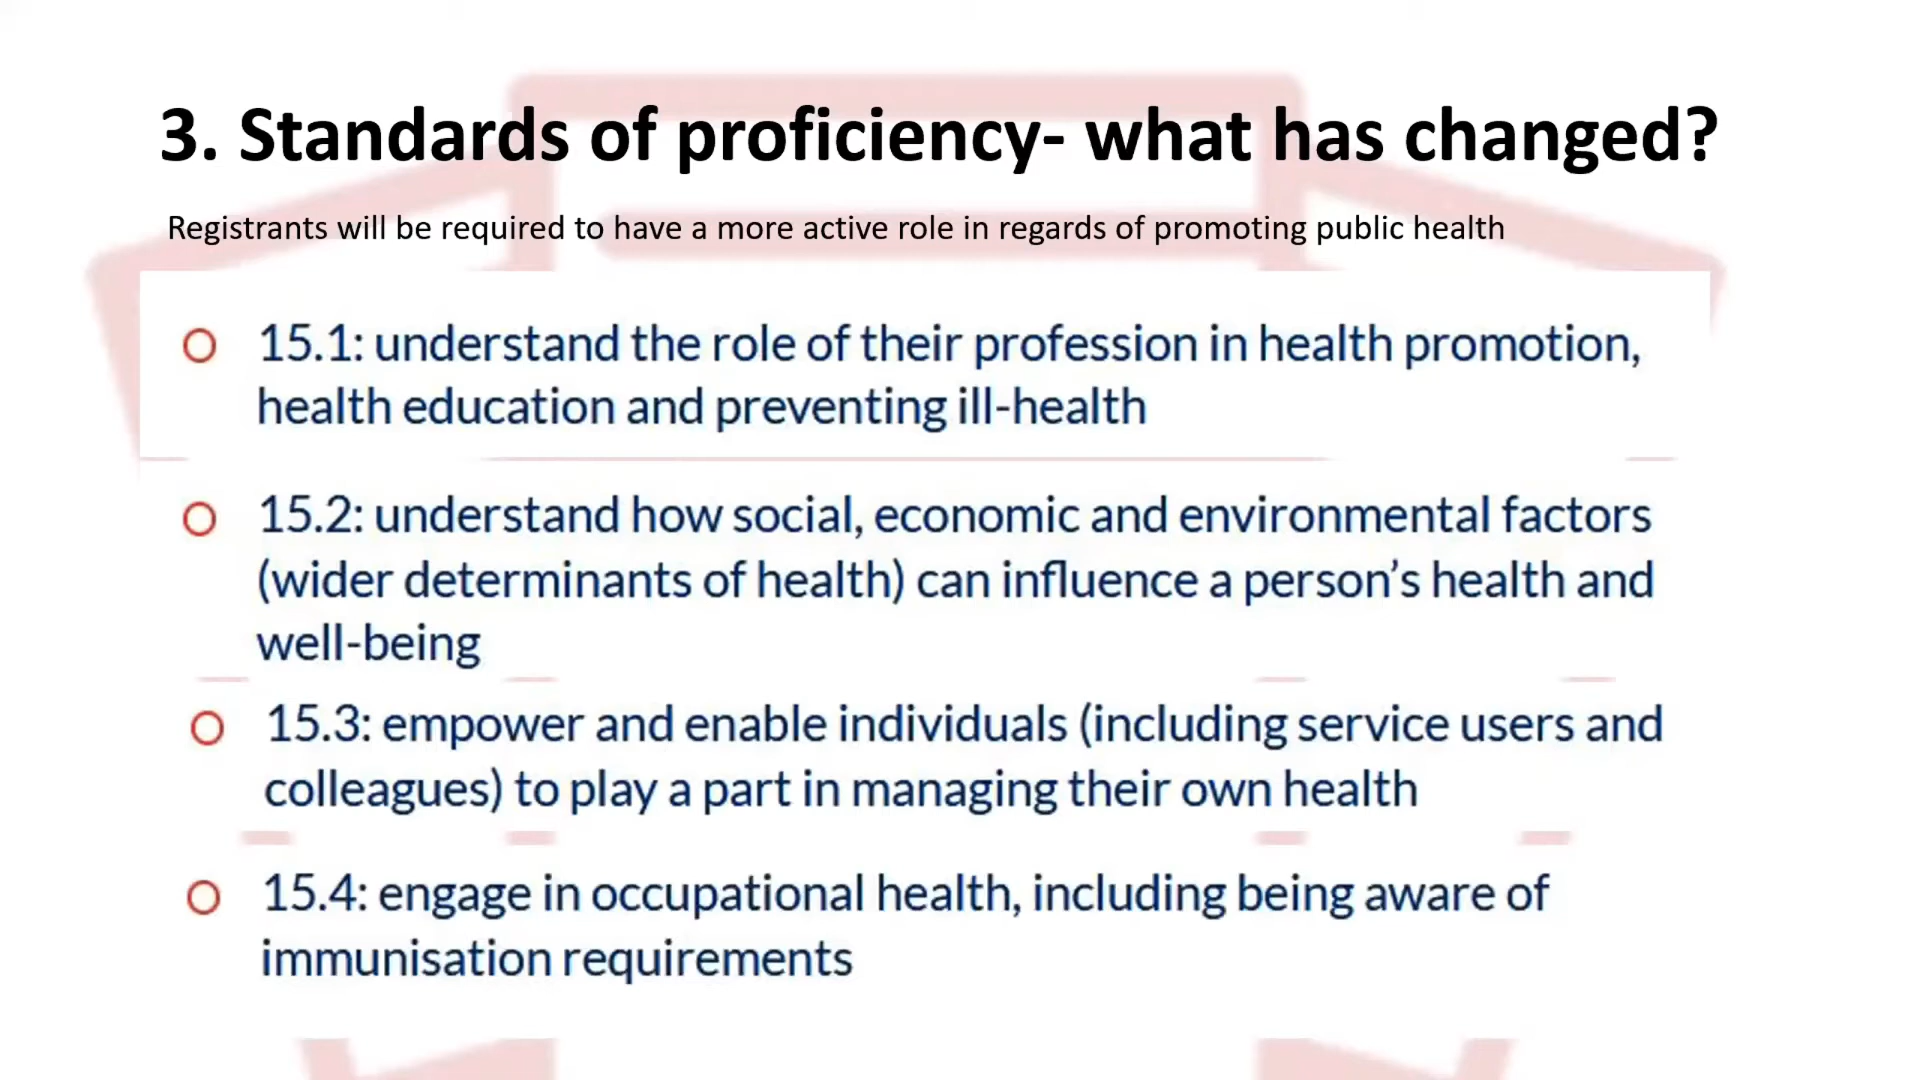 3. Standards of proficiency- what has changed?
Registrants will be required to have a more active role in regards of promoting public health
15.1: understand the role of their profession in health promotion,
health education and preventing ill-health
15.2: understand how social, economic and environmental factors
(wider determinants of health) can influence a person’s health and
well-being
15.3: empower and enable individuals (including service users and
colleagues) to play a part in managing their own health
15.4: engage in occupational health, including being aware of
immunisation requirements